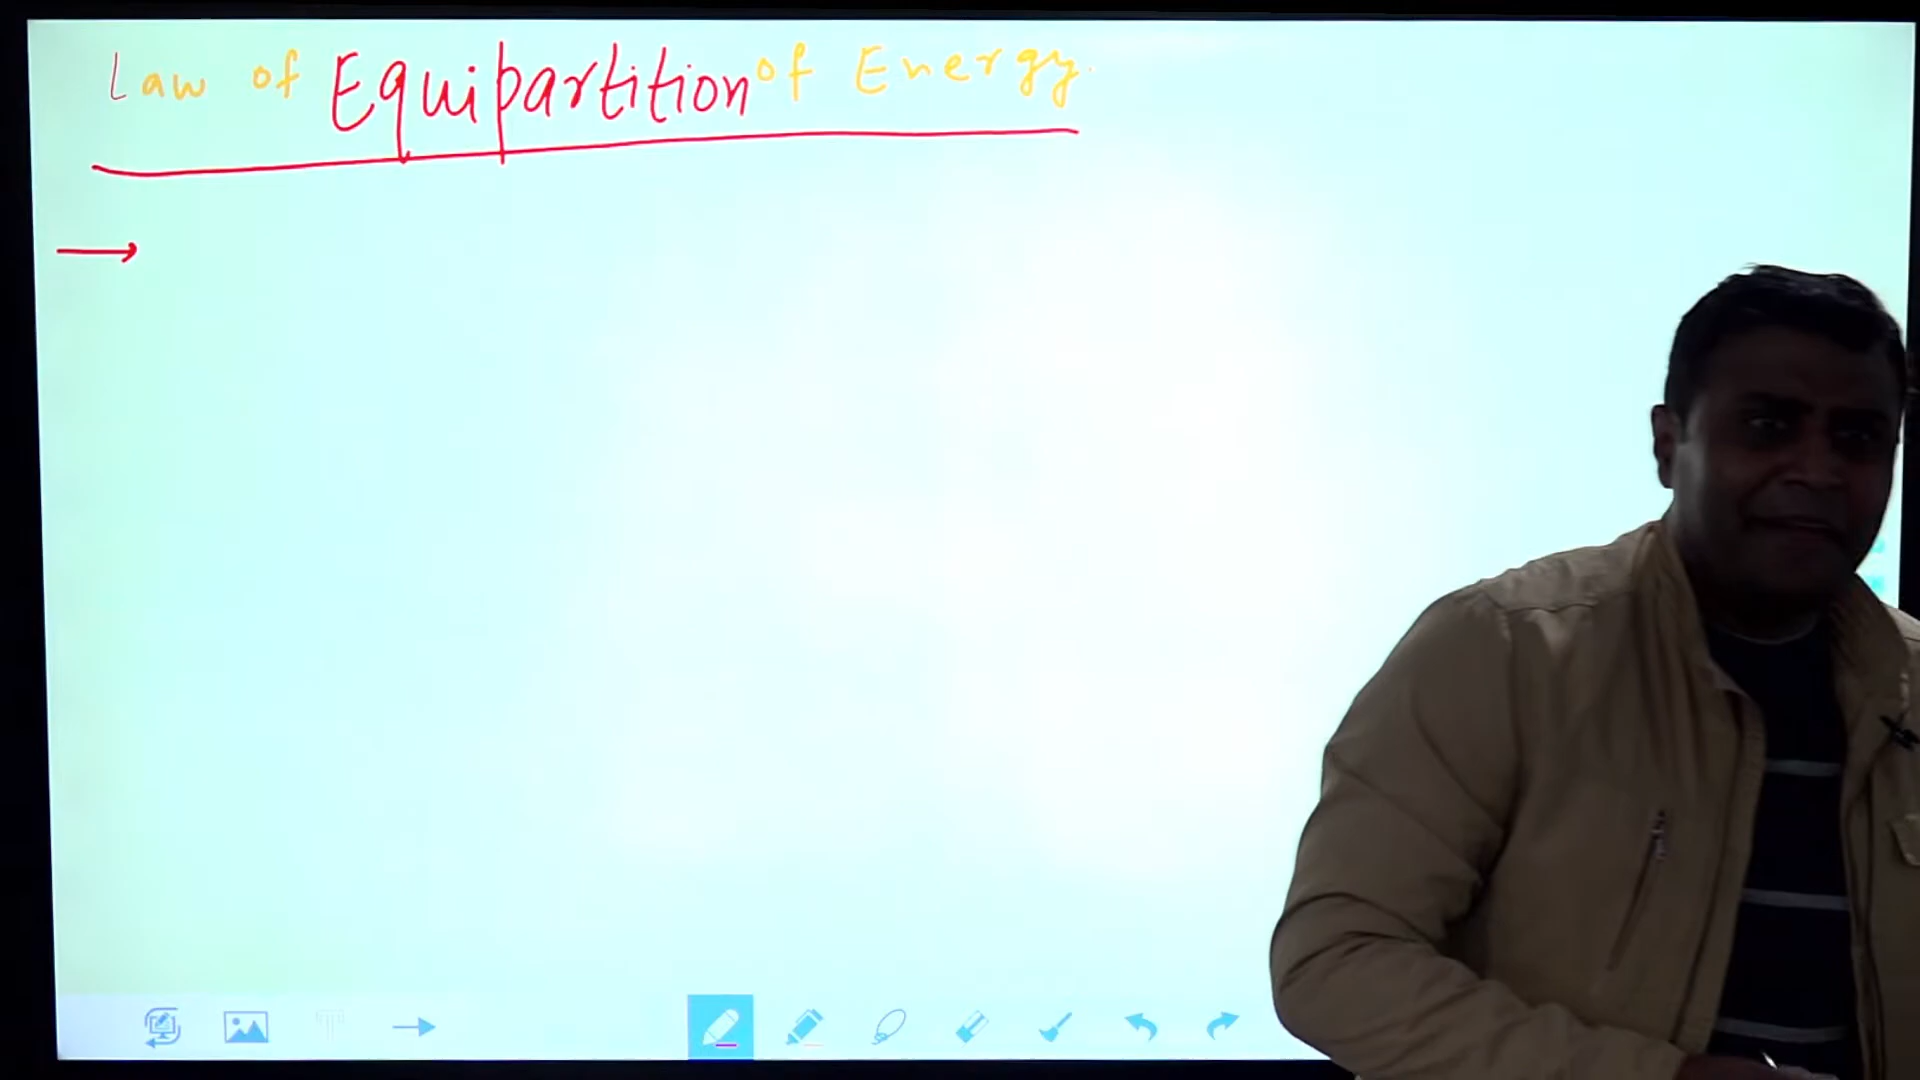 Law of Equipartition of Energy.
→